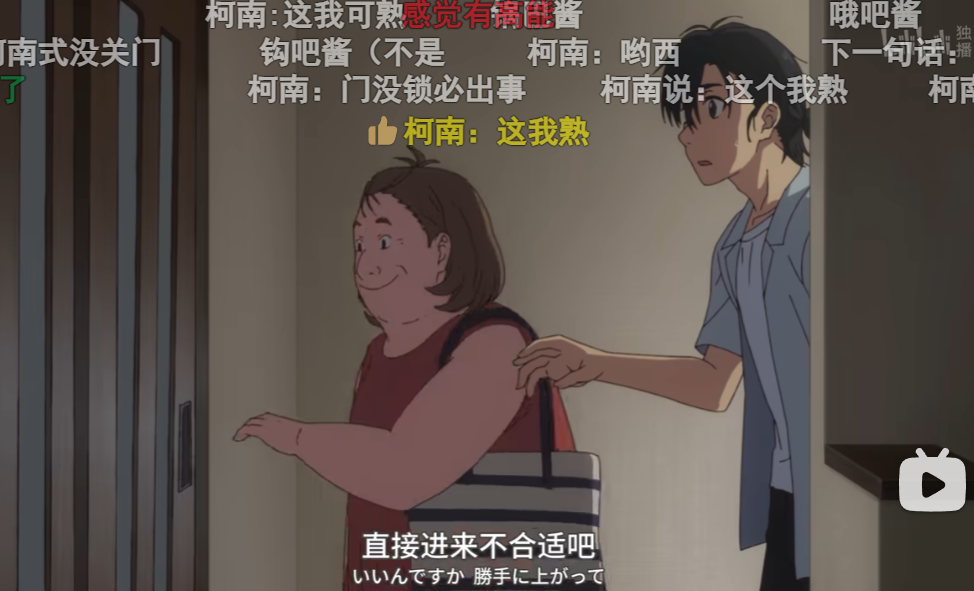 柯南:这我可熟
感觉有高能
酱
哦吧酱
南式没关门
钩吧酱（不是
柯南：哟西
下一句话：
独播
了
柯南：门没锁必出事
柯南说：这个我熟
柯南
柯南：这我熟
直接进来不合适吧
いいんですか 勝手に上がって